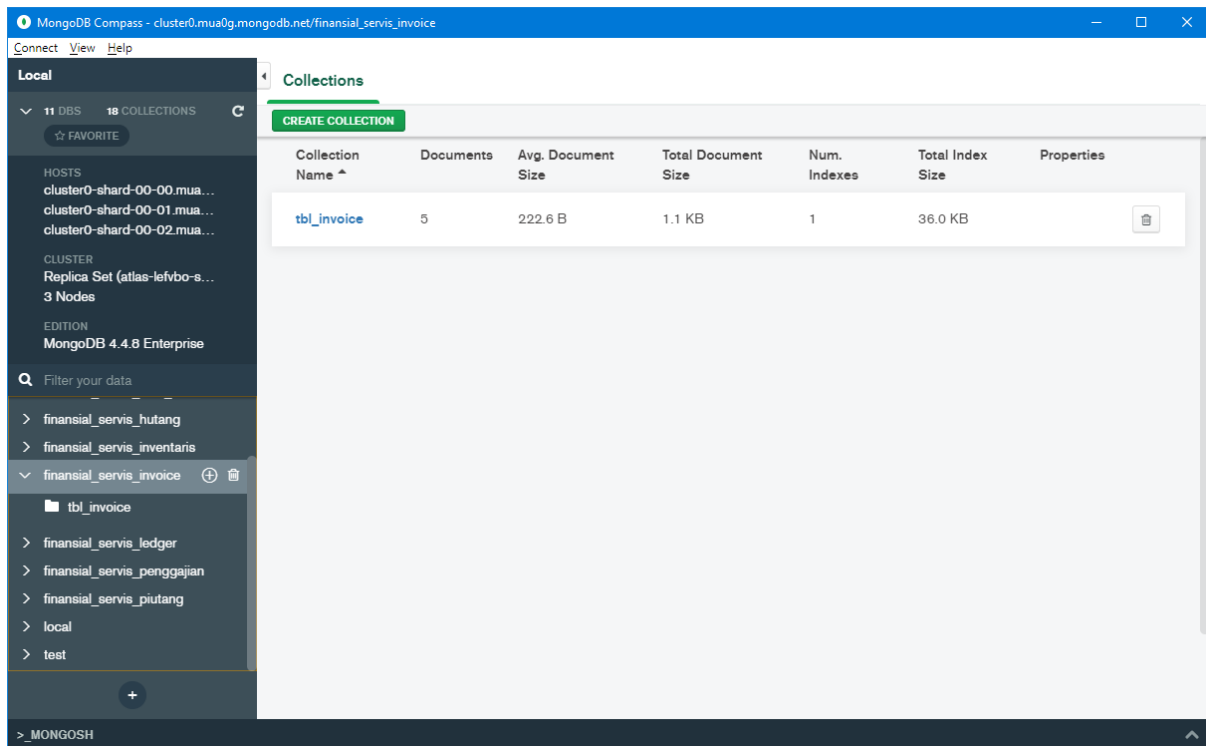 MongoDB Compass - cluster0.mua0g.mongodb.net/finansial_servis_invoice
Connect View Help
Local
11 DBS 18 COLLECTIONS
FAVORITE
HOSTS
cluster0-shard-00-00.mua...
cluster0-shard-00-01.mua...
cluster0-shard-00-02.mua...
CLUSTER
Replica Set (atlas-lefvbo-s...
3 Nodes
EDITION
MongoDB 4.4.8 Enterprise
Filter your data
finansial_servis_hutang
finansial_servis_inventaris
finansial_servis_invoice
tbl_invoice
finansial_servis_ledger
finansial_servis_penggajian
finansial_servis_piutang
local
test
+
Collections
CREATE COLLECTION
Collection Name Documents Avg. Document Size Total Document Size Num. Indexes Total Index Size Properties
tbl_invoice 5 222.6 B 1.1 KB 1 36.0 KB
>_MONGOSH